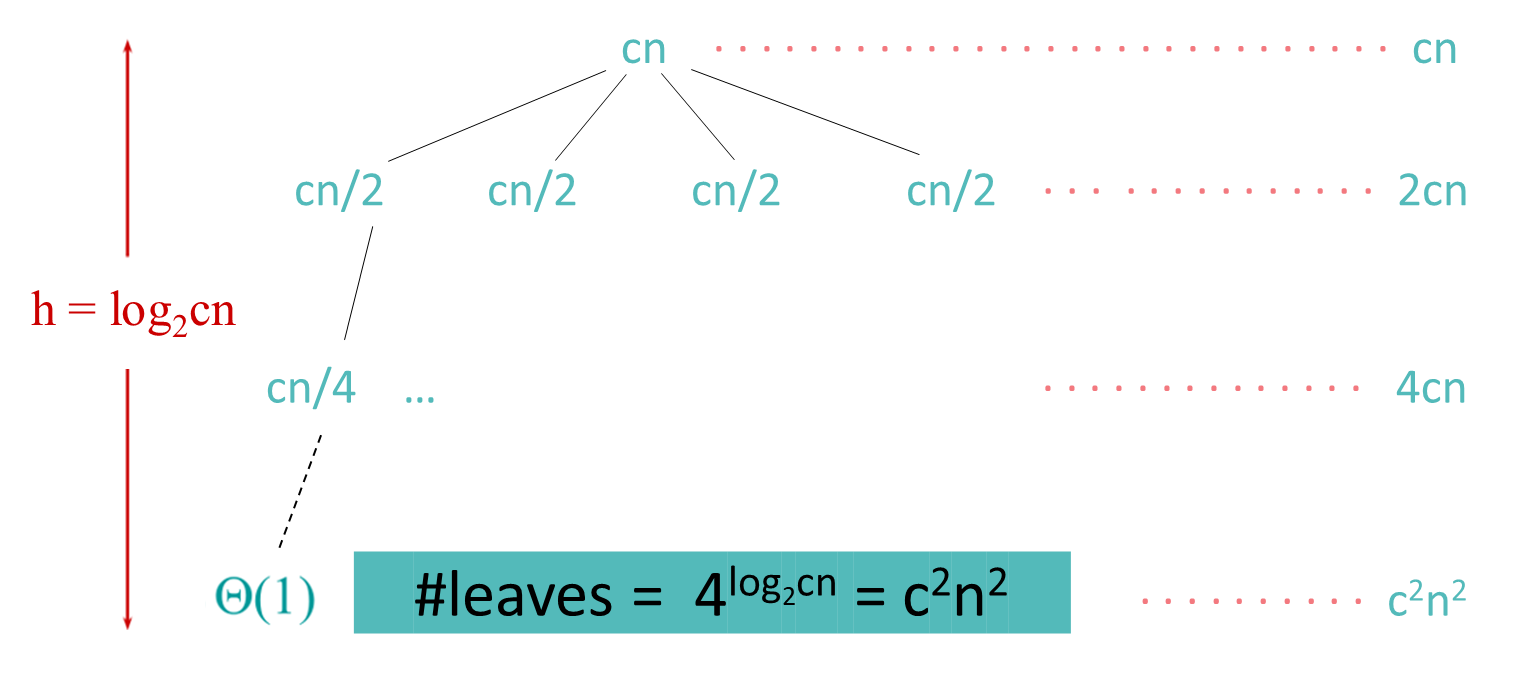 cn cn
cn/2 cn/2 cn/2 cn/2 2cn
h = log₂cn
cn/4 ... 4cn
Θ(1) #leaves = 4^(log₂cn) = c²n² c²n²